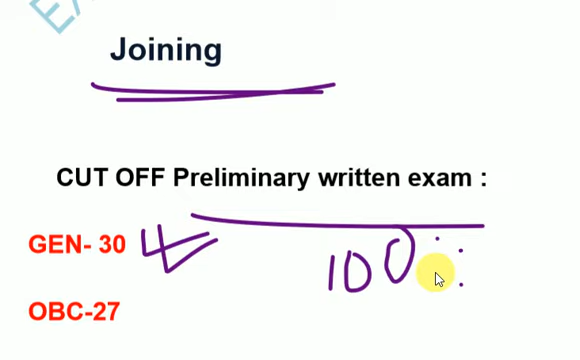 Joining
CUT OFF Preliminary written exam :
GEN- 30
100
OBC-27